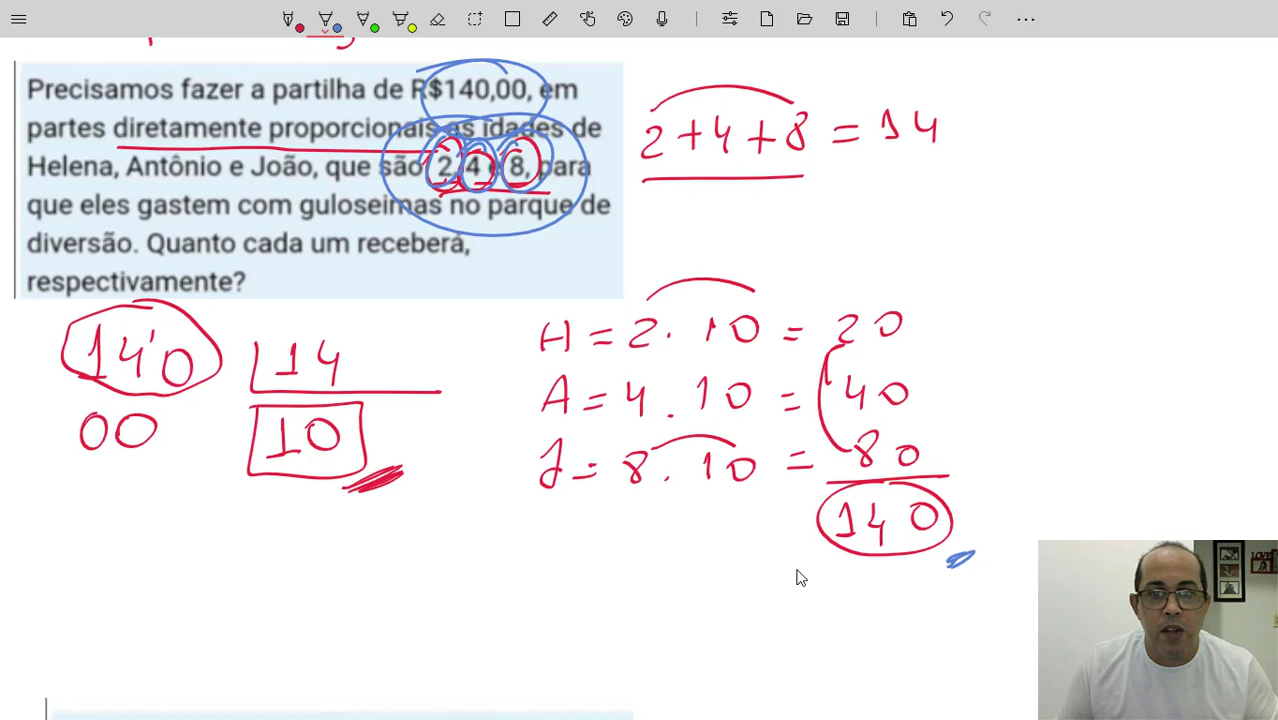 Precisamos fazer a partilha de R$140,00, em
partes diretamente proporcionais as idades de
Helena, Antônio e João, que são 2, 4 e 8, para
que eles gastem com guloseimas no parque de
diversão. Quanto cada um receberá,
respectivamente?
2+4+8 = 14
140 14
00 10
H = 2 . 10 = 20
A = 4 . 10 = 40
J = 8 . 10 = 80
140
LOVE